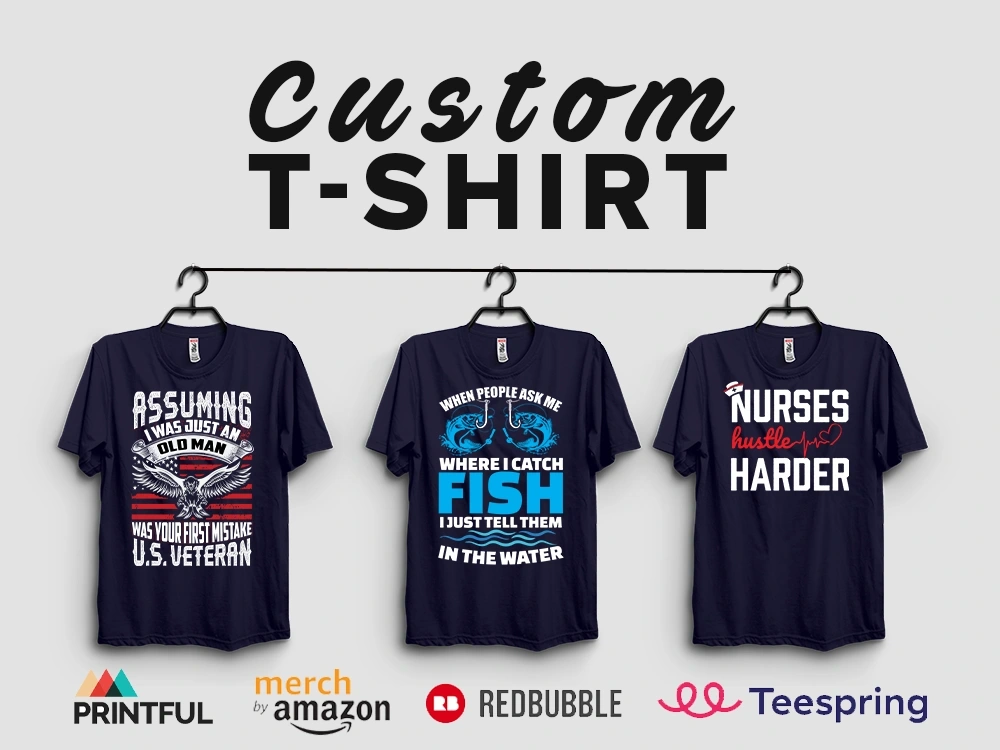 Custom
T-SHIRT
ASSUMING
I WAS JUST AN
OLD MAN
WAS YOUR FIRST MISTAKE
U.S. VETERAN
WHEN PEOPLE ASK ME
WHERE I CATCH
FISH
I JUST TELL THEM
IN THE WATER
NURSES
hustle
HARDER
PRINTFUL
merch
by amazon
RB REDBUBBLE
Teespring